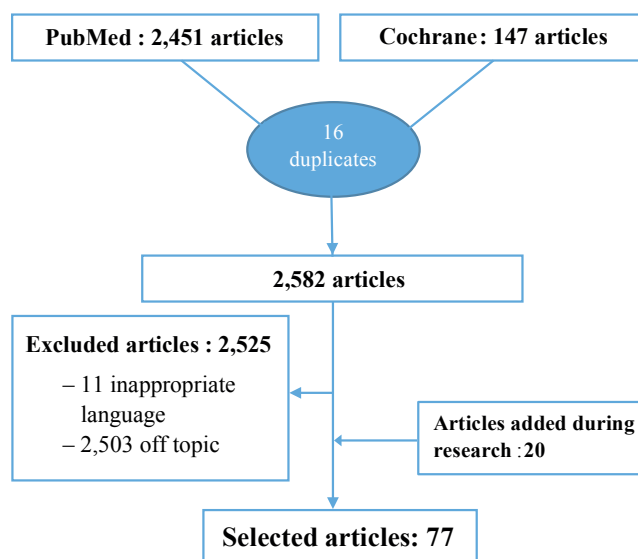 PubMed : 2,451 articles
Cochrane : 147 articles
16
duplicates
2,582 articles
Excluded articles : 2,525
– 11 inappropriate
language
– 2,503 off topic
Articles added during
research : 20
Selected articles: 77